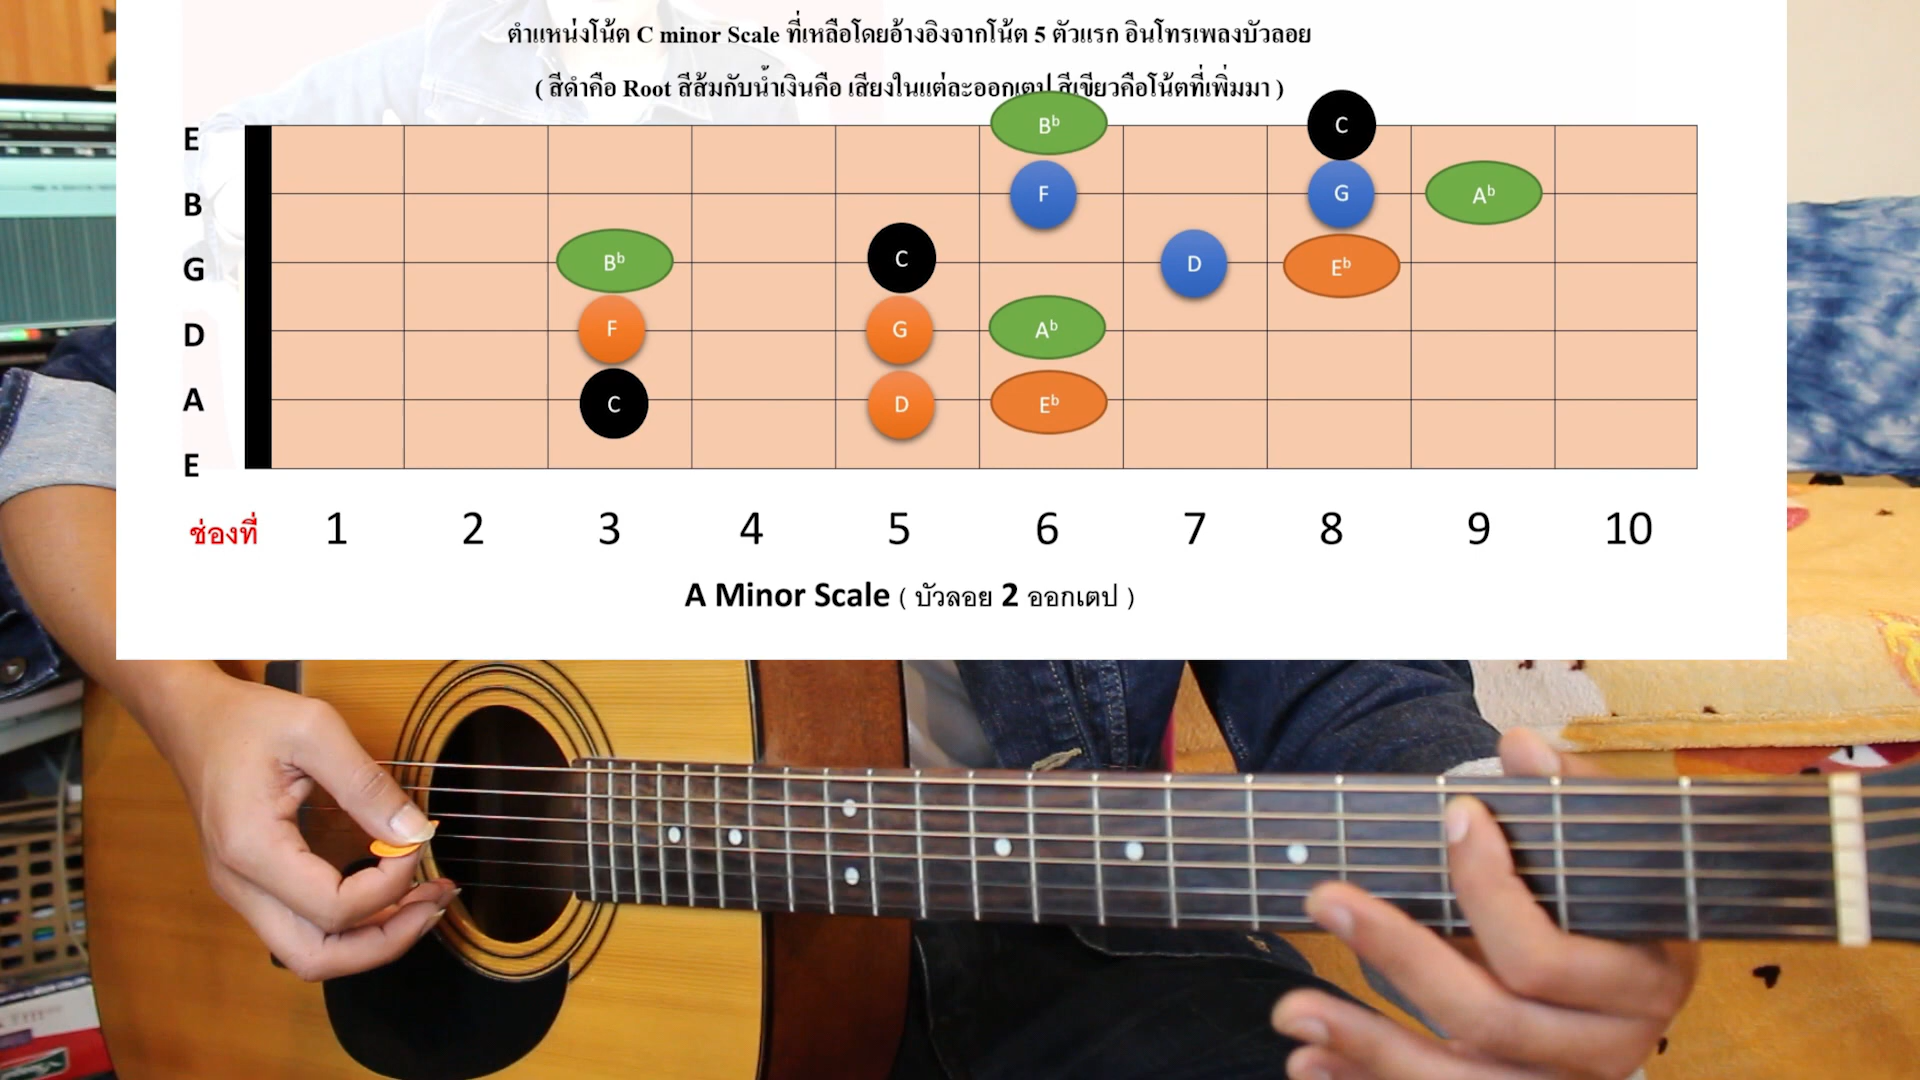 ตำแหน่งโน้ต C minor Scale ที่เหลือโดยอ้างอิงจากโน้ต 5 ตัวแรก อินโทรเพลงบัวลอย
( สีดำคือ Root สีส้มกับน้ำเงินคือ เสียงในแต่ละออกเตป สีเขียวคือโน้ตที่เพิ่มมา )
E Bᵇ C
B F G Aᵇ
G Bᵇ C D Eᵇ
D F G Aᵇ
A C D Eᵇ
E
ช่องที่ 1 2 3 4 5 6 7 8 9 10
A Minor Scale ( บัวลอย 2 ออกเตป )